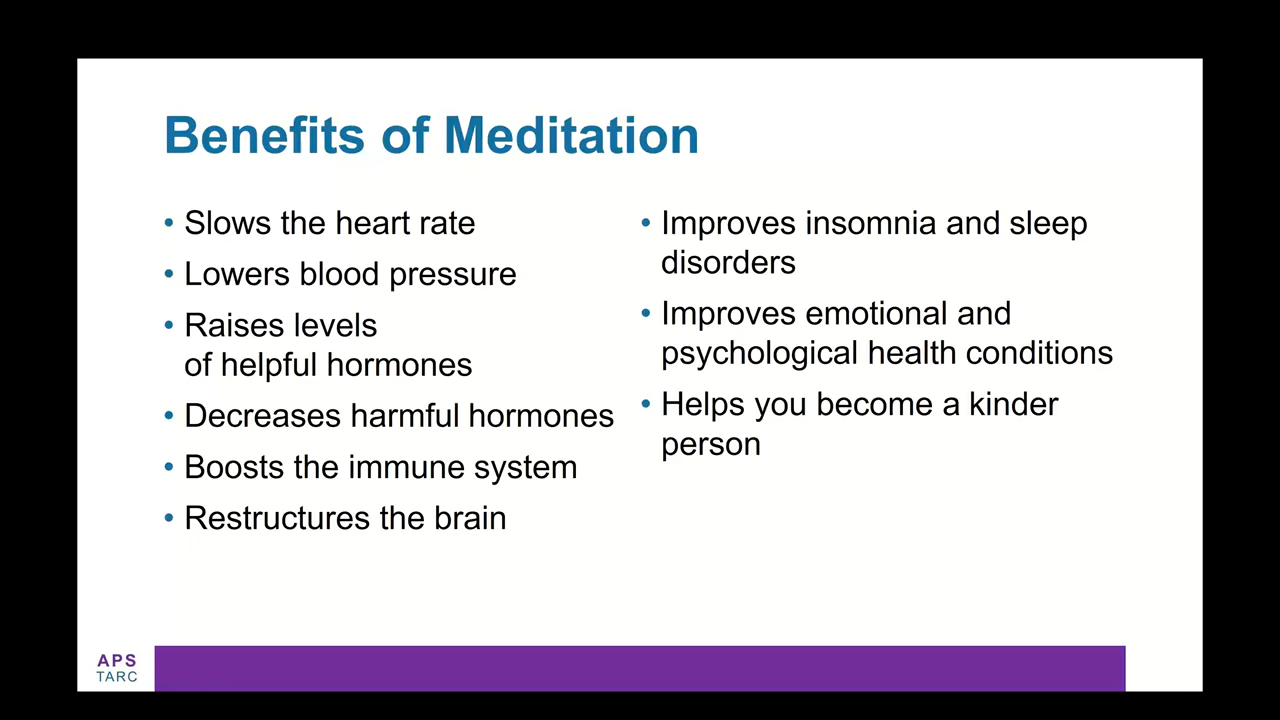 Benefits of Meditation
• Slows the heart rate
• Lowers blood pressure
• Raises levels
of helpful hormones
• Decreases harmful hormones
• Boosts the immune system
• Restructures the brain
• Improves insomnia and sleep
disorders
• Improves emotional and
psychological health conditions
• Helps you become a kinder
person
APS
TARC